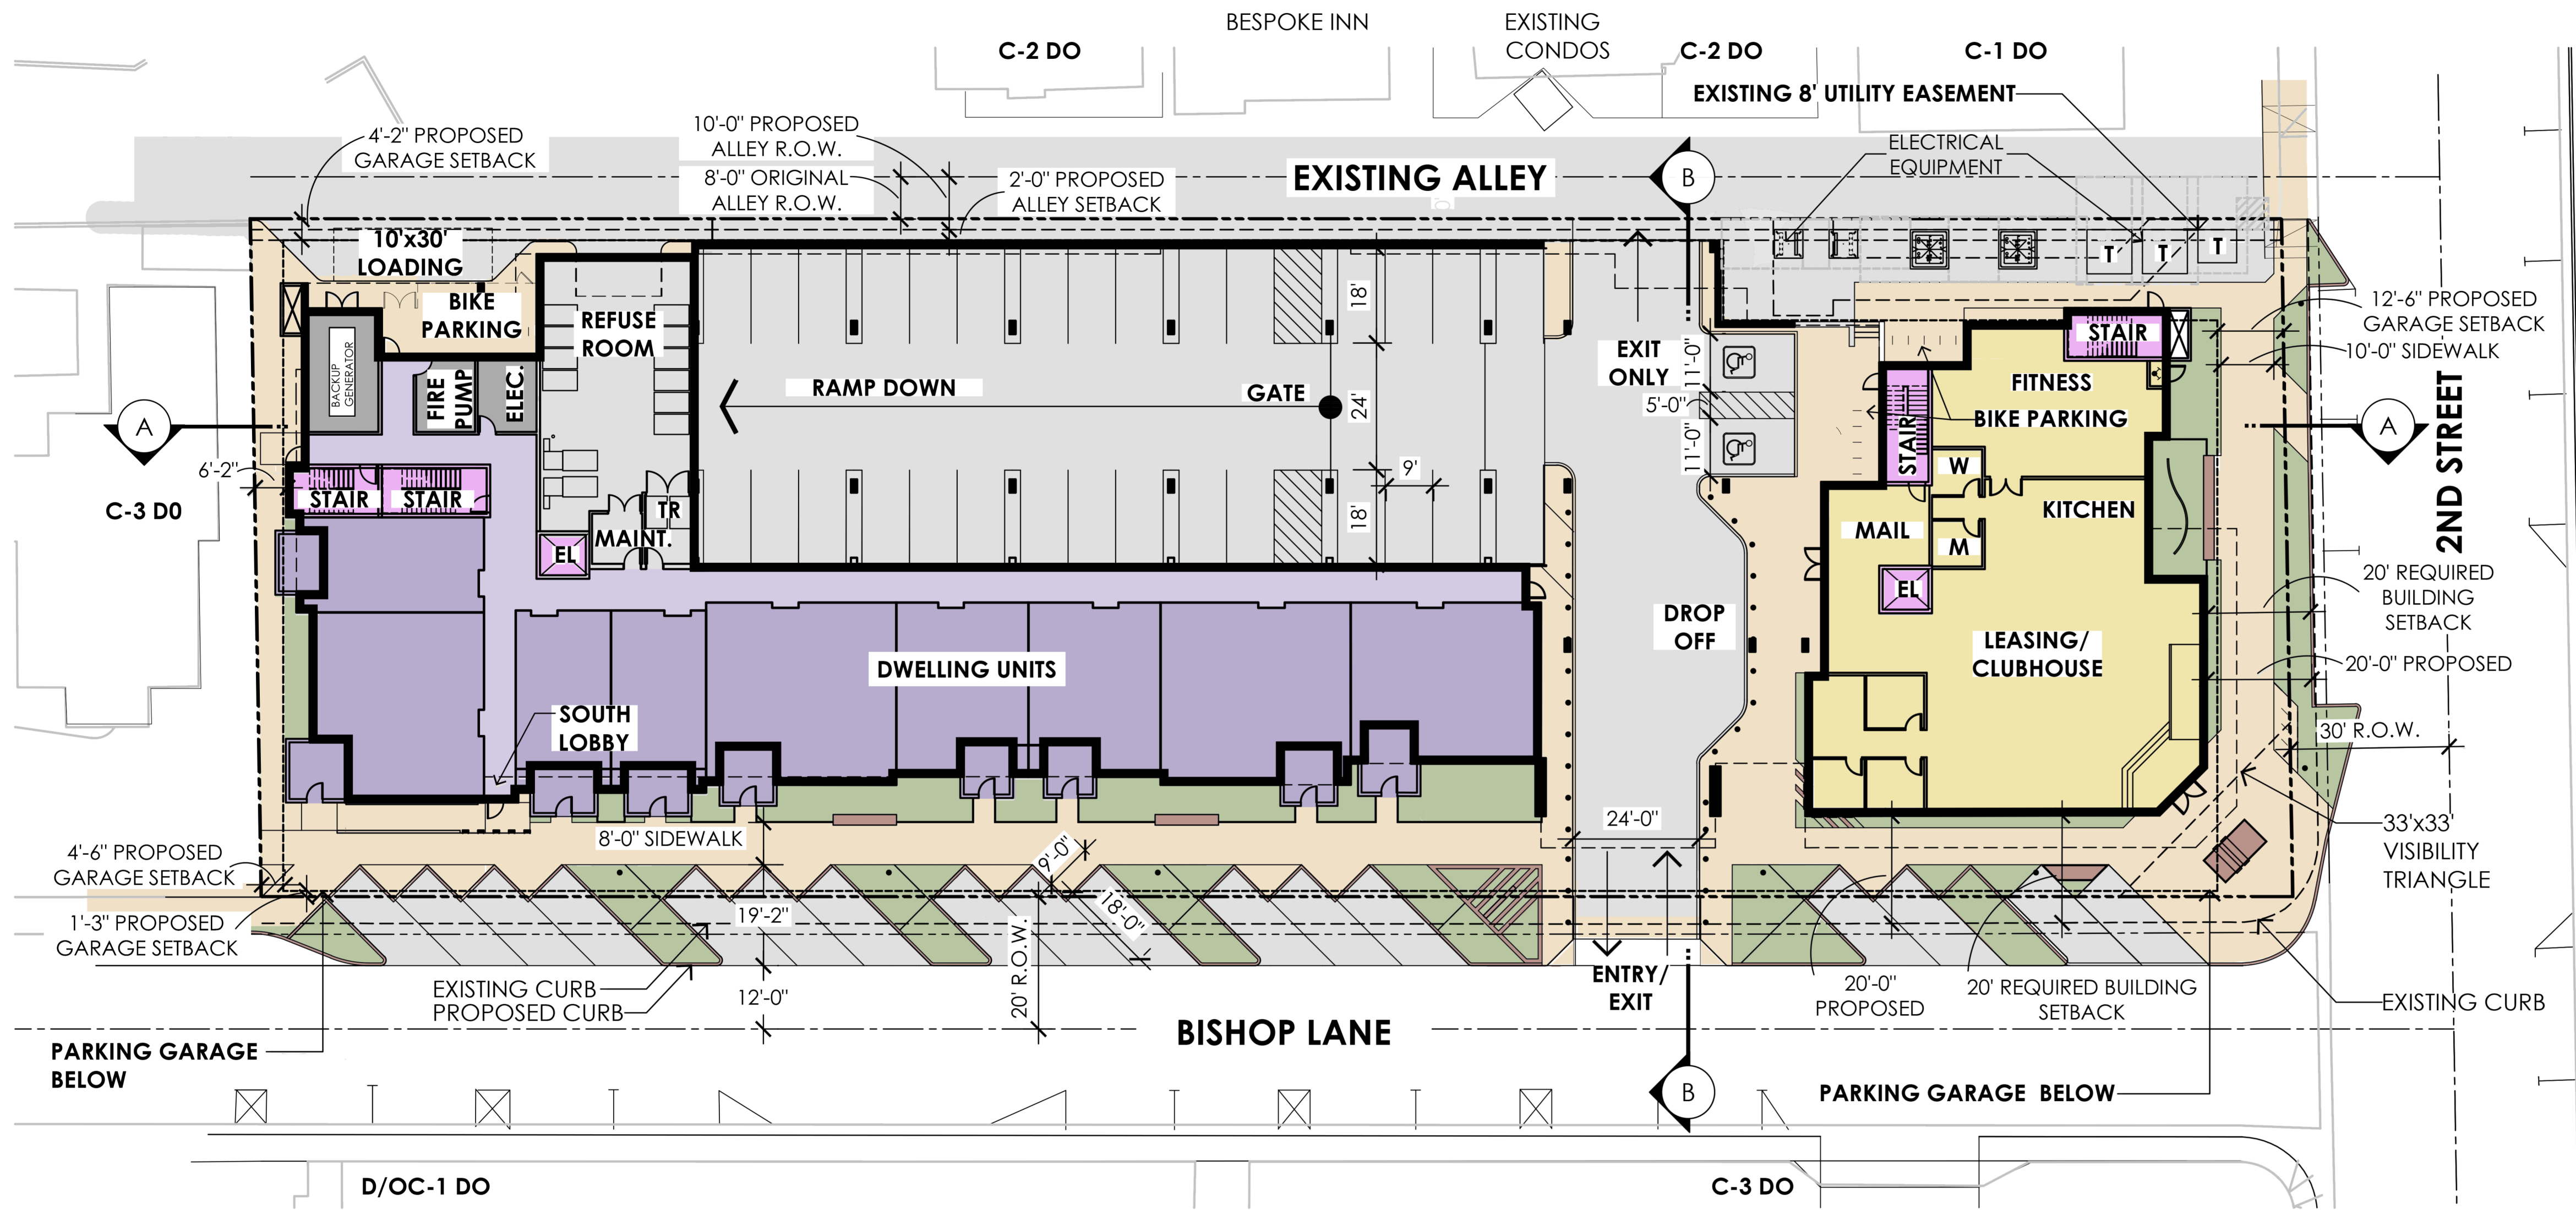 BESPOKE INN
EXISTING
CONDOS
C-2 DO
C-2 DO
C-1 DO
EXISTING 8' UTILITY EASEMENT
4'-2" PROPOSED
GARAGE SETBACK
10'-0" PROPOSED
ALLEY R.O.W.
8'-0" ORIGINAL
ALLEY R.O.W.
2'-0" PROPOSED
ALLEY SETBACK
EXISTING ALLEY
B
ELECTRICAL
EQUIPMENT
10'x30'
LOADING
BIKE
PARKING
REFUSE
ROOM
BACKUP
GENERATOR
FIRE
PUMP
ELEC.
RAMP DOWN
GATE
18'
24'
18'
9'
EXIT
ONLY
11'-0"
5'-0"
11'-0"
T
T
T
STAIR
FITNESS
BIKE PARKING
STAIR
W
M
KITCHEN
MAIL
EL
LEASING/
CLUBHOUSE
12'-6" PROPOSED
GARAGE SETBACK
10'-0" SIDEWALK
A
2ND STREET
20' REQUIRED
BUILDING
SETBACK
20'-0" PROPOSED
30' R.O.W.
33'x33'
VISIBILITY
TRIANGLE
A
6'-2"
C-3 D0
STAIR
STAIR
EL
MAINT.
TR
DROP
OFF
DWELLING UNITS
SOUTH
LOBBY
8'-0" SIDEWALK
9'-0"
24'-0"
4'-6" PROPOSED
GARAGE SETBACK
1'-3" PROPOSED
GARAGE SETBACK
19'-2"
18'-0"
20' R.O.W.
EXISTING CURB
PROPOSED CURB
12'-0"
ENTRY/
EXIT
20'-0"
PROPOSED
20' REQUIRED BUILDING
SETBACK
EXISTING CURB
BISHOP LANE
PARKING GARAGE
BELOW
B
PARKING GARAGE BELOW
D/OC-1 DO
C-3 DO